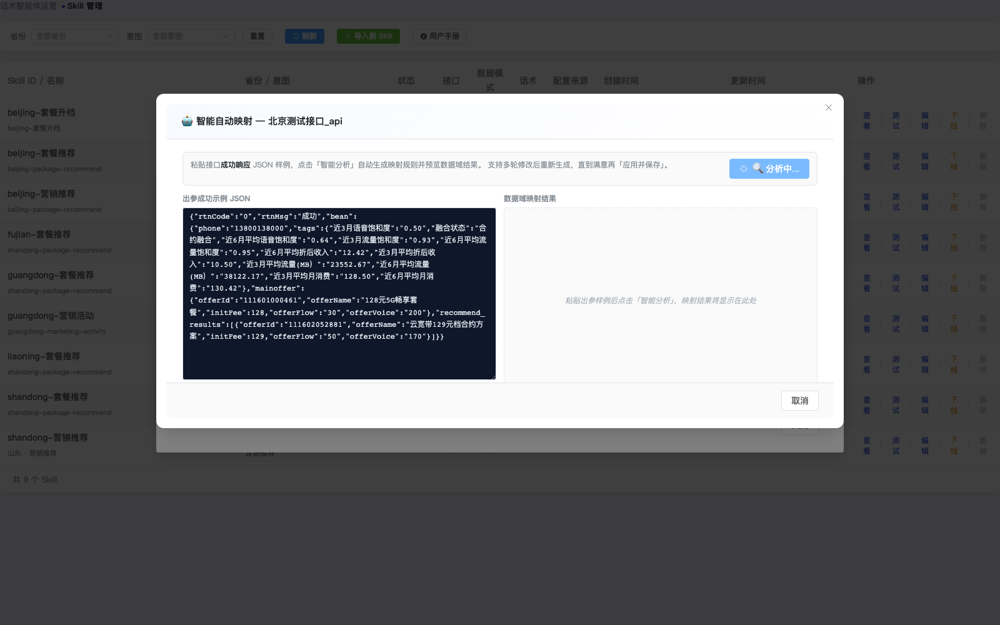 话术智能体运营 • Skill 管理
省份 全部省份 意图 全部意图 重置 刷新 导入新 Skill 用户手册
Skill ID / 名称 省份 / 意图 状态 接口 数据模式 话术 配置来源 创建时间 更新时间 操作
智能自动映射 — 北京测试接口_api
粘贴接口成功响应 JSON 样例，点击「智能分析」自动生成映射规则并预览数据域结果。 支持多轮修改后重新生成，直到满意再「应用并保存」。
分析中...
出参成功示例 JSON
{"rtnCode":"0","rtnMsg":"成功","bean":
{"phone":"13800138000","tags":{"近3月语音饱和度":"0.50","融合状态":"合
约融合","近6月平均语音饱和度":"0.64","近3月流量饱和度":"0.93","近6月平均流
量饱和度":"0.95","近6月平均折后收入":"12.42","近3月平均折后收
入":"10.50","近3月平均流量(MB）":"23552.67","近6月平均流量
(MB）":"38122.17","近3月平均月消费":"128.50","近6月平均月消
费":"130.42"},"mainoffer":
{"offerId":"111601000461","offerName":"128元5G畅享套
餐","initFee":128,"offerFlow":"30","offerVoice":"200"},"recommend_
results":[{"offerId":"111602052881","offerName":"云宽带129元档合约方
案","initFee":129,"offerFlow":"50","offerVoice":"170"}]}}
数据域映射结果
粘贴出参样例后点击「智能分析」，映射结果将显示在此处
取消
beijing-套餐升档
beijing-套餐升档
查看 测试 编辑 下线 删除
beijing-套餐推荐
beijing-package-recommend
查看 测试 编辑 下线 删除
beijing-营销推荐
beijing-package-recommend
查看 测试 编辑 下线 删除
fujian-套餐推荐
shandong-package-recommend
查看 测试 编辑 下线 删除
guangdong-套餐推荐
shandong-package-recommend
查看 测试 编辑 下线 删除
guangdong-营销活动
guangdong-marketing-activity
查看 测试 编辑 下线 删除
liaoning-套餐推荐
shandong-package-recommend
查看 测试 编辑 下线 删除
shandong-套餐推荐
shandong-package-recommend
查看 测试 编辑 下线 删除
shandong-营销推荐
山东 · 营销推荐 营销推荐
查看 测试 编辑 下线 删除
共 9 个 Skill